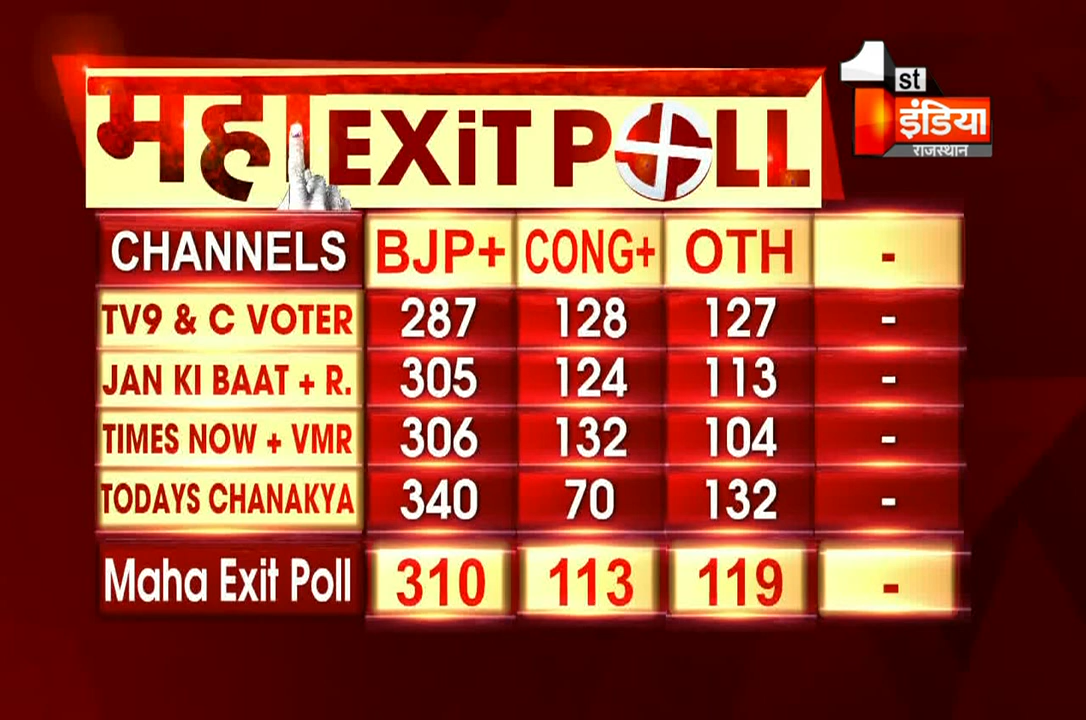 महा EXiT POLL
1st
इंडिया
राजस्थान
CHANNELS BJP+ CONG+ OTH -
TV9 & C VOTER 287 128 127 -
JAN KI BAAT + R. 305 124 113 -
TIMES NOW + VMR 306 132 104 -
TODAYS CHANAKYA 340 70 132 -
Maha Exit Poll 310 113 119 -